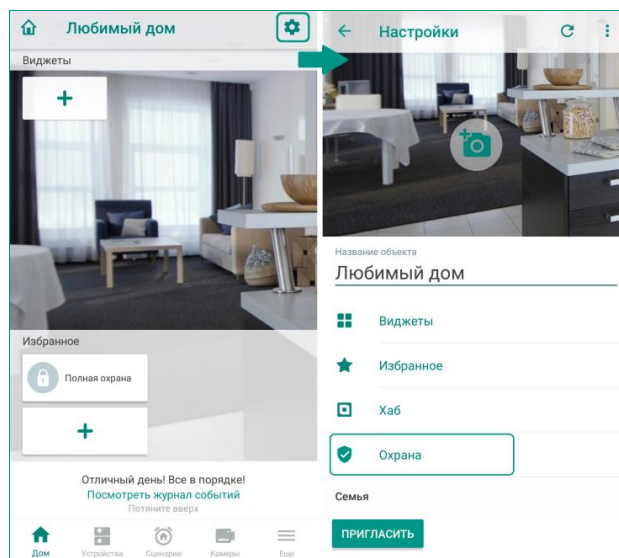 Любимый дом
Виджеты
Избранное
Полная охрана
Отличный день! Все в порядке!
Посмотреть журнал событий
Потяните вверх
Дом
Устройства
Сценарии
Камеры
Еще
Настройки
Название объекта
Любимый дом
Виджеты
Избранное
Хаб
Охрана
Семья
ПРИГЛАСИТЬ